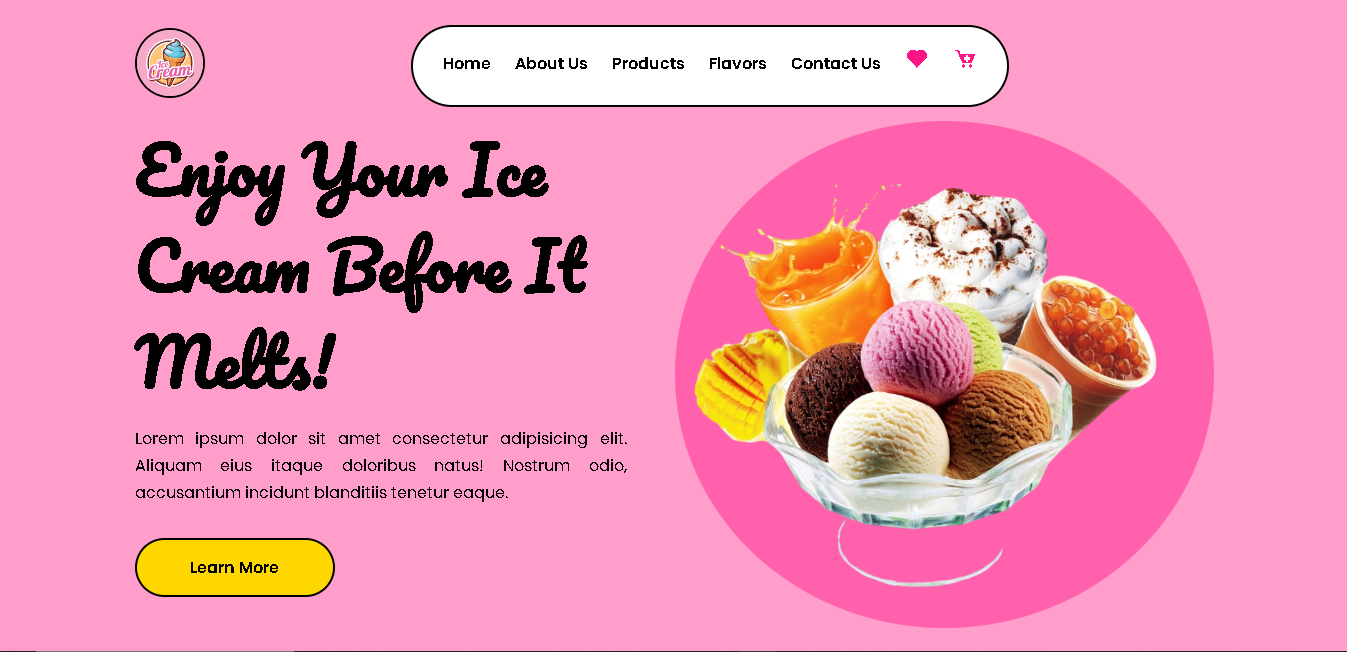 Ice
Cream
Home About Us Products Flavors Contact Us
Enjoy Your Ice
Cream Before It
Melts!
Lorem ipsum dolor sit amet consectetur adipisicing elit.
Aliquam eius itaque doloribus natus! Nostrum odio,
accusantium incidunt blanditiis tenetur eaque.
Learn More